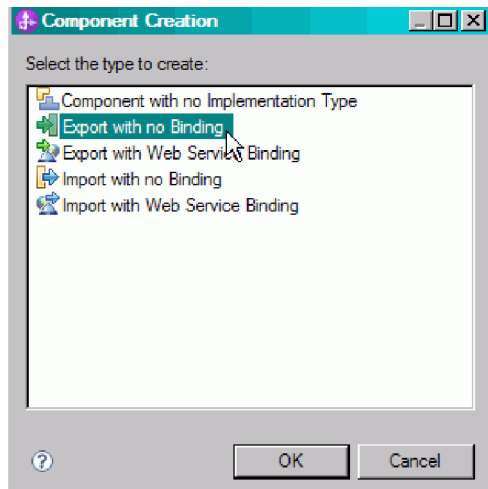 Component Creation
Select the type to create:
Component with no Implementation Type
Export with no Binding
Export with Web Service Binding
Import with no Binding
Import with Web Service Binding
?
OK
Cancel